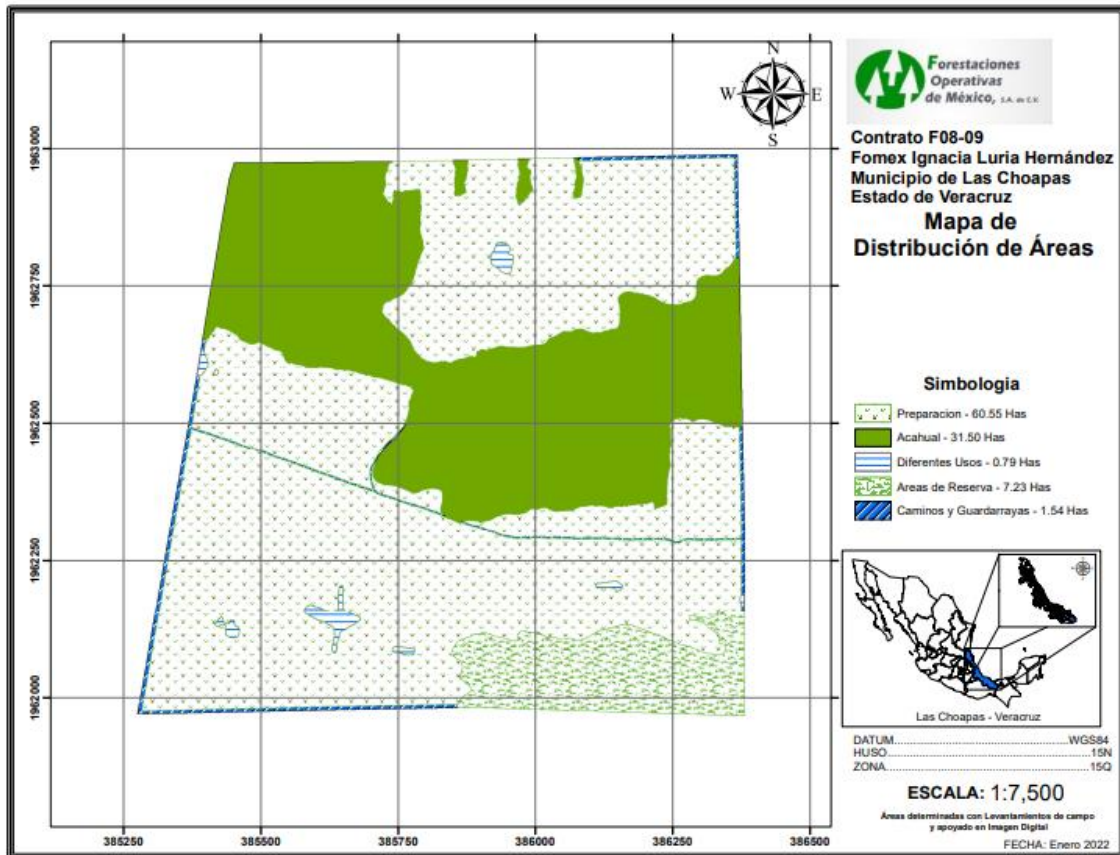 N
W
E
S
1963000
1962750
1962500
1962250
1962000
385250
385500
385750
386000
386250
386500
Forestaciones
Operativas
de México, S.A. de C.V.
Contrato F08-09
Fomex Ignacia Luria Hernández
Municipio de Las Choapas
Estado de Veracruz
Mapa de
Distribución de Áreas
Simbologia
Preparacion - 60.55 Has
Acahual - 31.50 Has
Diferentes Usos - 0.79 Has
Areas de Reserva - 7.23 Has
Caminos y Guardarrayas - 1.54 Has
Las Choapas - Veracruz
DATUM...WGS84
HUSO...15N
ZONA...15Q
ESCALA: 1:7,500
Áreas determinadas con Levantamientos de campo
y apoyado en Imagen Digital
FECHA: Enero 2022